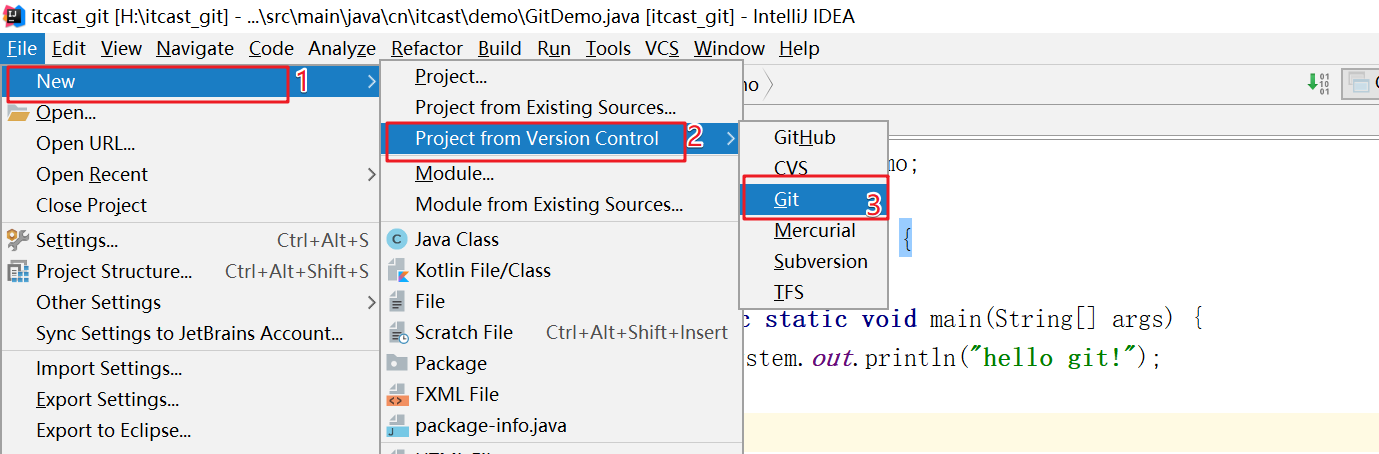 itcast_git [H:\itcast_git] - ...\src\main\java\cn\itcast\demo\GitDemo.java [itcast_git] - IntelliJ IDEA
File Edit View Navigate Code Analyze Refactor Build Run Tools VCS Window Help
New 1
Open...
Open URL...
Open Recent
Close Project
Settings... Ctrl+Alt+S
Project Structure... Ctrl+Alt+Shift+S
Other Settings
Sync Settings to JetBrains Account...
Import Settings...
Export Settings...
Export to Eclipse...
Project...
Project from Existing Sources...
Project from Version Control 2
Module...
Module from Existing Sources...
Java Class
Kotlin File/Class
File
Scratch File Ctrl+Alt+Shift+Insert
Package
FXML File
package-info.java
GitHub
CVS
Git 3
Mercurial
Subversion
TFS
no
no;
{
c static void main(String[] args) {
stem.out.println("hello git!");